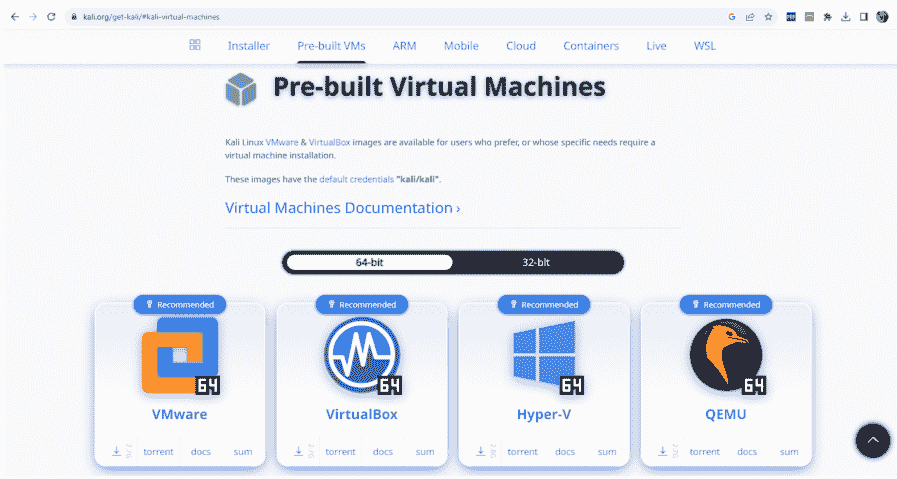 kali.org/get-kali/#kali-virtual-machines
Installer Pre-built VMs ARM Mobile Cloud Containers Live WSL
Pre-built Virtual Machines
Kali Linux VMware & VirtualBox images are available for users who prefer, or whose specific needs require a
virtual machine installation.
These images have the default credentials "kali/kali".
Virtual Machines Documentation ›
64-bit 32-bit
Recommended Recommended Recommended Recommended
64 64 64 64
VMware VirtualBox Hyper-V QEMU
torrent docs sum torrent docs sum torrent docs sum torrent docs sum